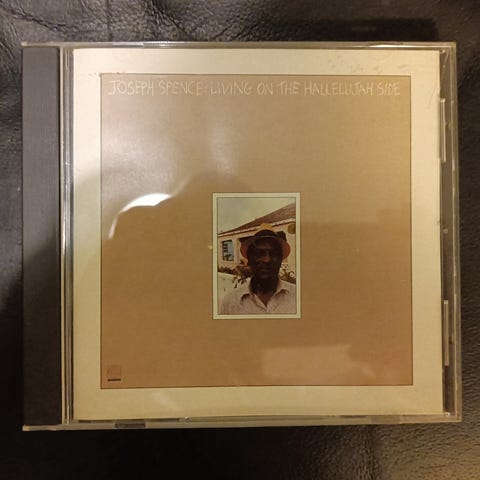 JOSEPH SPENCE: LIVING ON THE HALLELUJAH SIDE